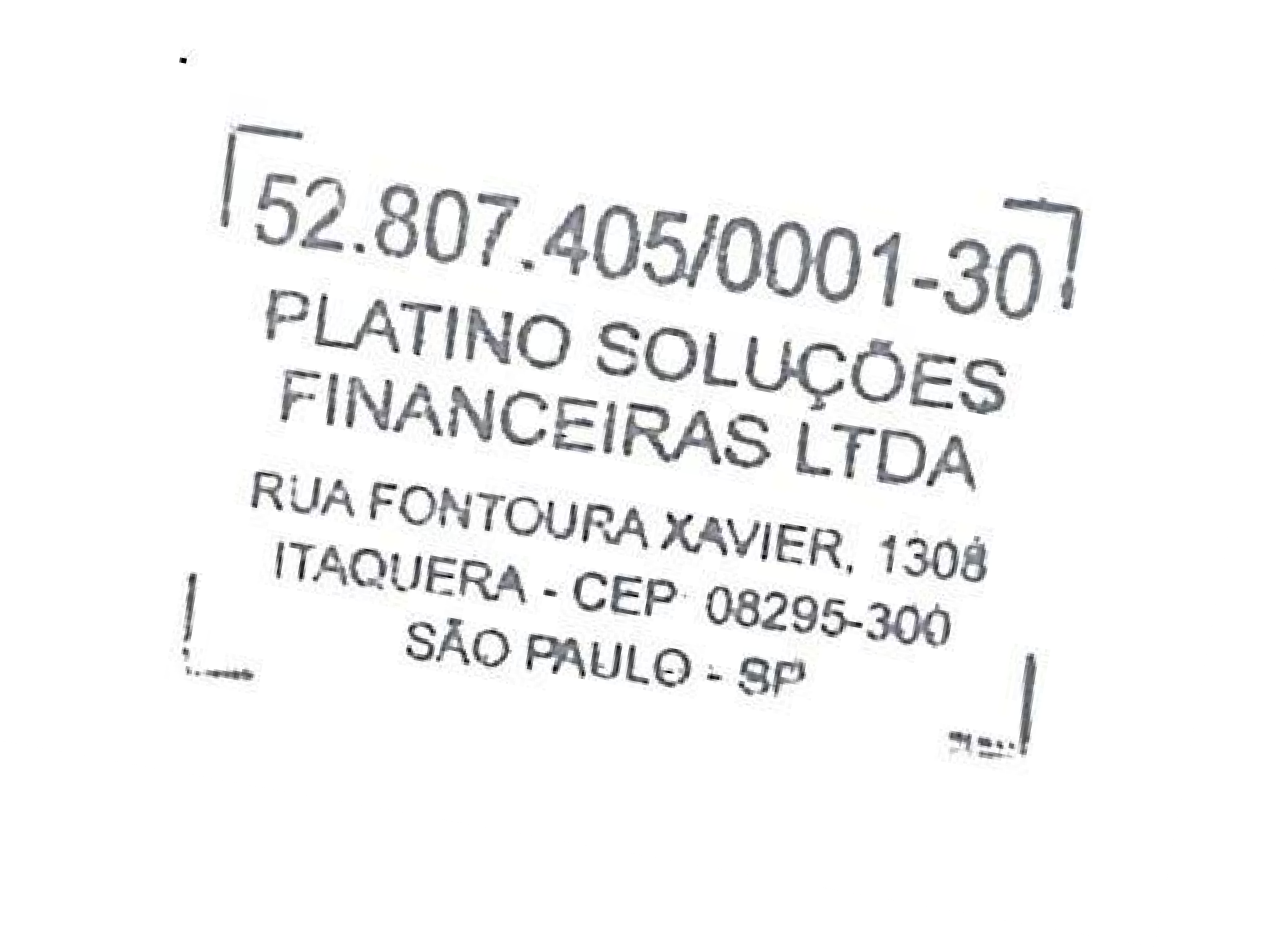 52.807.405/0001-30
PLATINO SOLUÇÕES
FINANCEIRAS LTDA
RUA FONTOURA XAVIER, 1308
ITAQUERA - CEP 08295-300
SÃO PAULO - SP